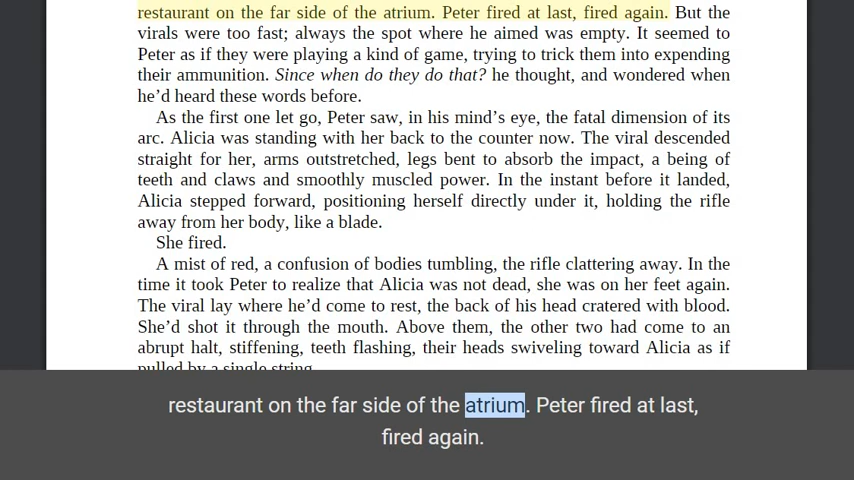 restaurant on the far side of the atrium. Peter fired at last, fired again. But the
virals were too fast; always the spot where he aimed was empty. It seemed to
Peter as if they were playing a kind of game, trying to trick them into expending
their ammunition. Since when do they do that? he thought, and wondered when
he’d heard these words before.
As the first one let go, Peter saw, in his mind’s eye, the fatal dimension of its
arc. Alicia was standing with her back to the counter now. The viral descended
straight for her, arms outstretched, legs bent to absorb the impact, a being of
teeth and claws and smoothly muscled power. In the instant before it landed,
Alicia stepped forward, positioning herself directly under it, holding the rifle
away from her body, like a blade.
She fired.
A mist of red, a confusion of bodies tumbling, the rifle clattering away. In the
time it took Peter to realize that Alicia was not dead, she was on her feet again.
The viral lay where he’d come to rest, the back of his head cratered with blood.
She’d shot it through the mouth. Above them, the other two had come to an
abrupt halt, stiffening, teeth flashing, their heads swiveling toward Alicia as if
pulled by a single string.
restaurant on the far side of the atrium. Peter fired at last,
fired again.